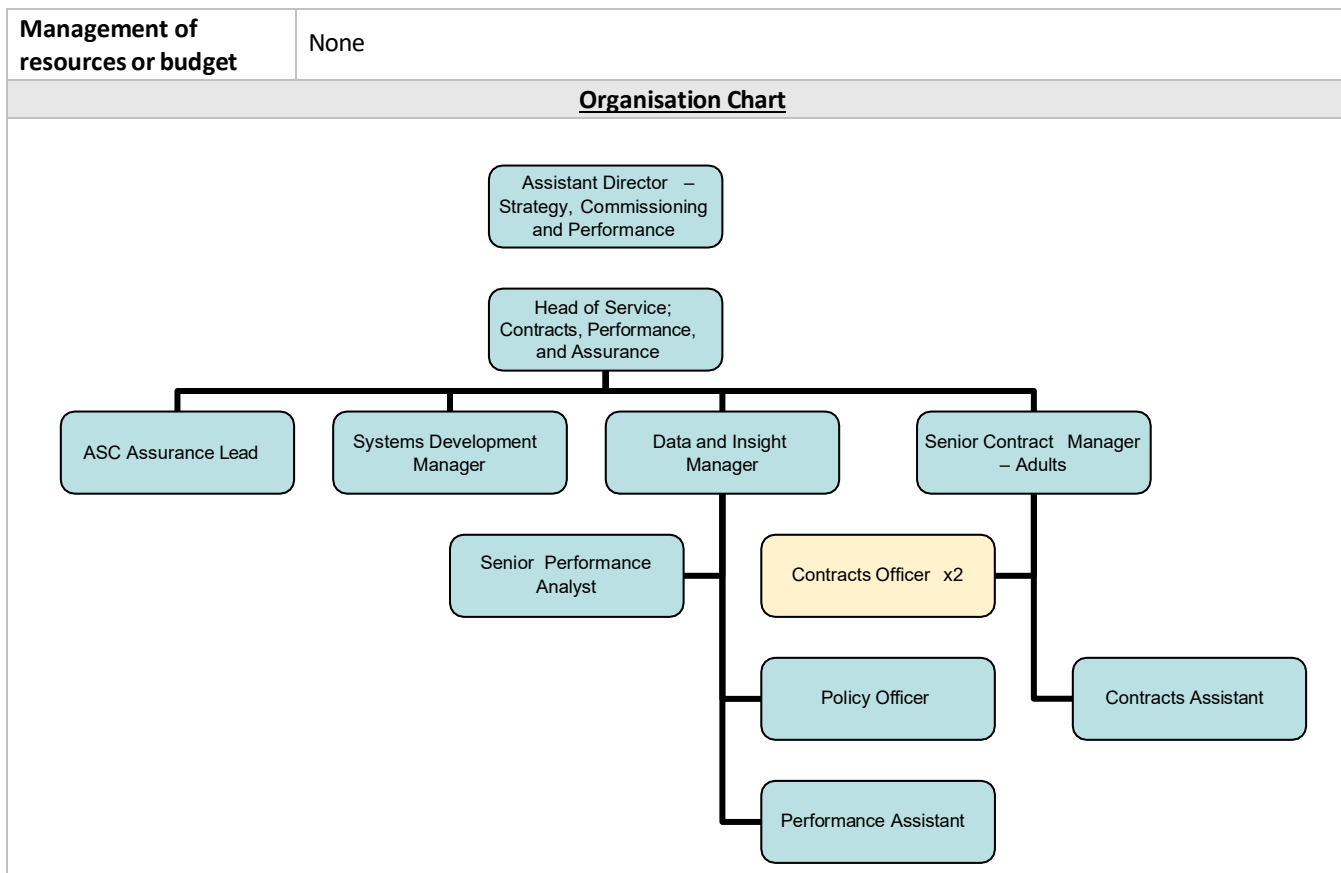 Management of
resources or budget
None
Organisation Chart
Assistant Director –
Strategy, Commissioning
and Performance
Head of Service;
Contracts, Performance,
and Assurance
ASC Assurance Lead
Systems Development
Manager
Data and Insight
Manager
Senior Contract Manager
– Adults
Senior Performance
Analyst
Contracts Officer x2
Policy Officer
Contracts Assistant
Performance Assistant